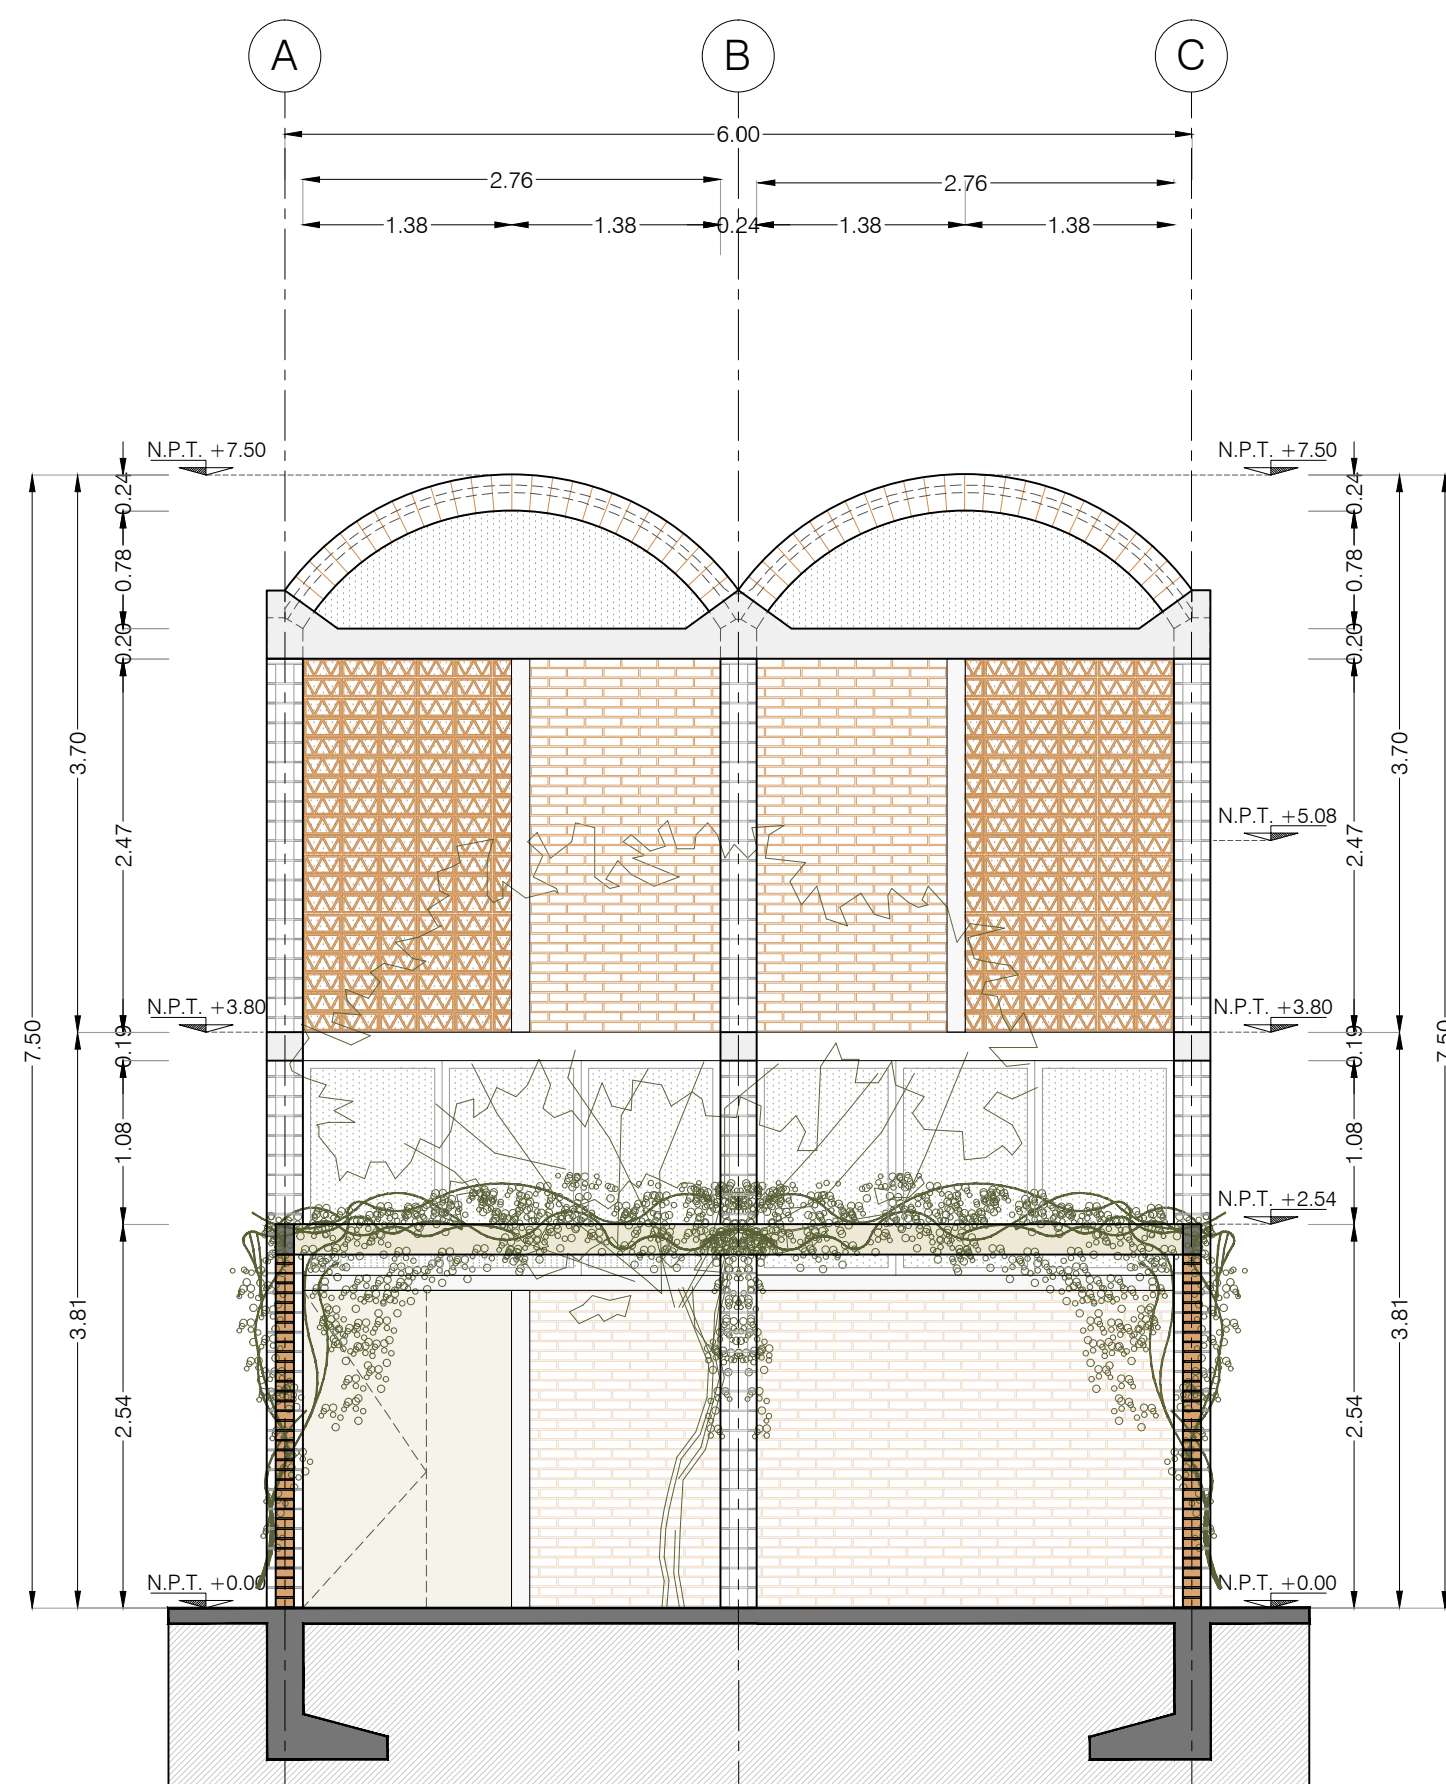 A B C
6.00
2.76 2.76
1.38 1.38 0.24 1.38 1.38
N.P.T. +7.50 N.P.T. +7.50
0.24 0.24
0.78 0.78
0.20 0.20
3.70 3.70
N.P.T. +5.08
2.47 2.47
N.P.T. +3.80 N.P.T. +3.80
7.50 0.19 0.19 7.50
1.08 1.08
N.P.T. +2.54
3.81 3.81
2.54 2.54
N.P.T. +0.00 N.P.T. +0.00